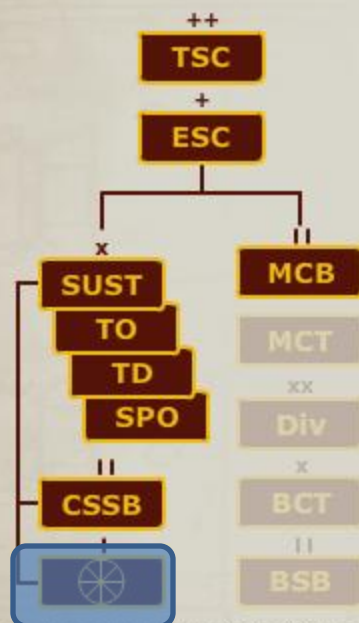 ++
TSC
+
ESC
x
SUST
TO
TD
SPO
II
CSSB
I
II
MCB
MCT
xx
Div
x
BCT
II
BSB